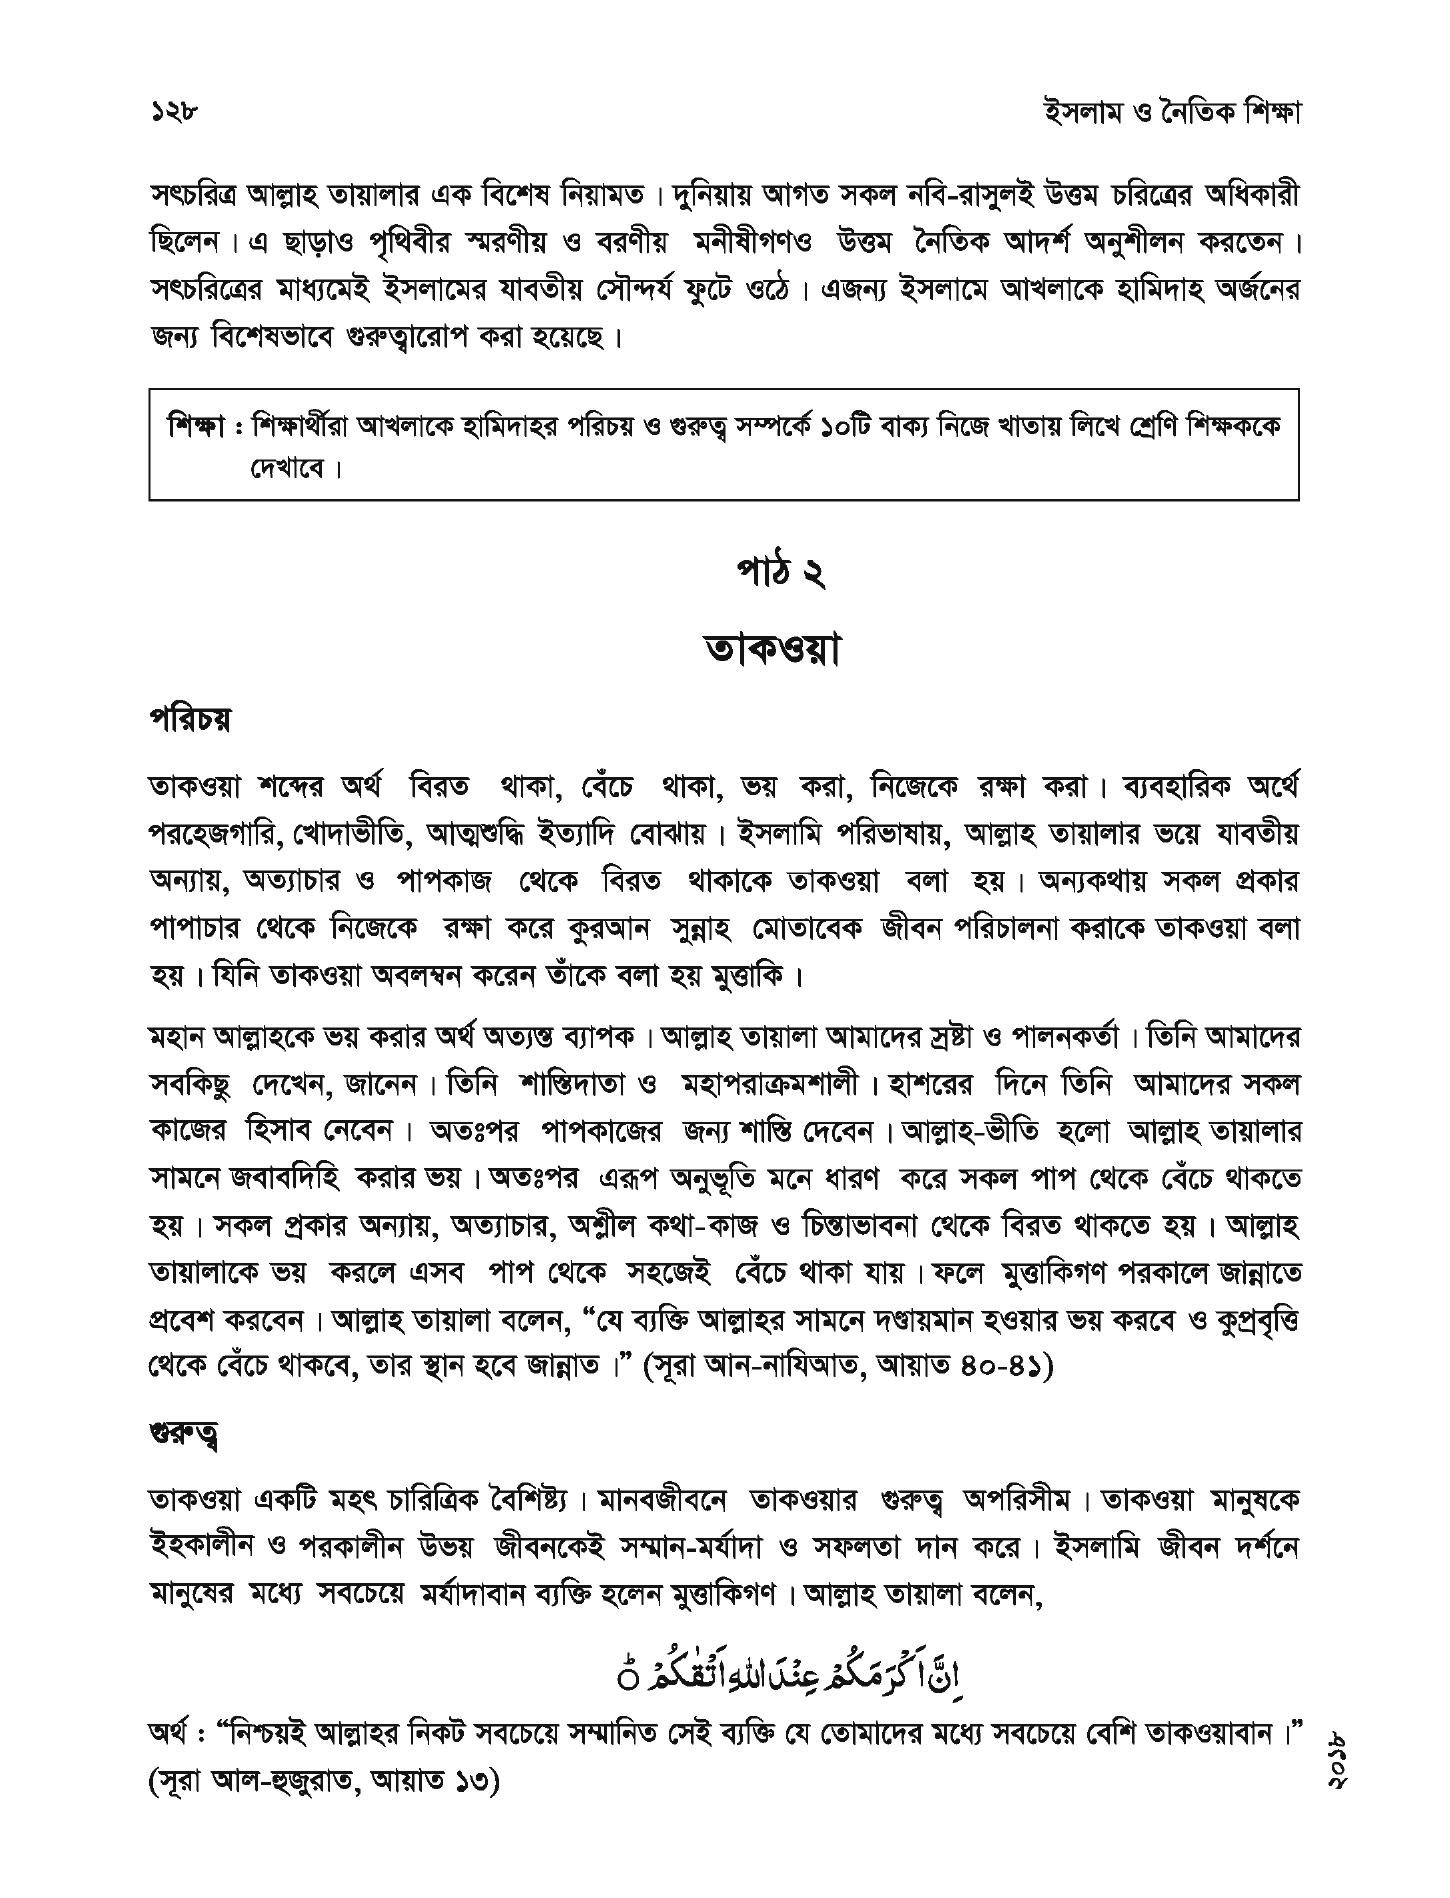 ১২৮
ইসলাম ও নৈতিক শিক্ষা
সৎচরিত্র আল্লাহ তায়ালার এক বিশেষ নিয়ামত। দুনিয়ায় আগত সকল নবি-রাসুলই উত্তম চরিত্রের অধিকারী
ছিলেন। এ ছাড়াও পৃথিবীর স্মরণীয় ও বরণীয় মনীষীগণও উত্তম নৈতিক আদর্শ অনুশীলন করতেন।
সৎচরিত্রের মাধ্যমেই ইসলামের যাবতীয় সৌন্দর্য ফুটে ওঠে। এজন্য ইসলামে আখলাকে হামিদাহ অর্জনের
জন্য বিশেষভাবে গুরুত্বারোপ করা হয়েছে।
শিক্ষা : শিক্ষার্থীরা আখলাকে হামিদাহর পরিচয় ও গুরুত্ব সম্পর্কে ১০টি বাক্য নিজে খাতায় লিখে শ্রেণি শিক্ষককে
দেখাবে।
পাঠ ২
তাকওয়া
পরিচয়
তাকওয়া শব্দের অর্থ বিরত থাকা, বেঁচে থাকা, ভয় করা, নিজেকে রক্ষা করা। ব্যবহারিক অর্থে
পরহেজগারি, খোদাভীতি, আত্মশুদ্ধি ইত্যাদি বোঝায়। ইসলামি পরিভাষায়, আল্লাহ তায়ালার ভয়ে যাবতীয়
অন্যায়, অত্যাচার ও পাপকাজ থেকে বিরত থাকাকে তাকওয়া বলা হয়। অন্যকথায় সকল প্রকার
পাপাচার থেকে নিজেকে রক্ষা করে কুরআন সুন্নাহ মোতাবেক জীবন পরিচালনা করাকে তাকওয়া বলা
হয়। যিনি তাকওয়া অবলম্বন করেন তাঁকে বলা হয় মুত্তাকি।
মহান আল্লাহকে ভয় করার অর্থ অত্যন্ত ব্যাপক। আল্লাহ তায়ালা আমাদের স্রষ্টা ও পালনকর্তা। তিনি আমাদের
সবকিছু দেখেন, জানেন। তিনি শাস্তিদাতা ও মহাপরাক্রমশালী। হাশরের দিনে তিনি আমাদের সকল
কাজের হিসাব নেবেন। অতঃপর পাপকাজের জন্য শাস্তি দেবেন। আল্লাহ-ভীতি হলো আল্লাহ তায়ালার
সামনে জবাবদিহি করার ভয়। অতঃপর এরূপ অনুভূতি মনে ধারণ করে সকল পাপ থেকে বেঁচে থাকতে
হয়। সকল প্রকার অন্যায়, অত্যাচার, অশ্লীল কথা-কাজ ও চিন্তাভাবনা থেকে বিরত থাকতে হয়। আল্লাহ
তায়ালাকে ভয় করলে এসব পাপ থেকে সহজেই বেঁচে থাকা যায়। ফলে মুত্তাকিগণ পরকালে জান্নাতে
প্রবেশ করবেন। আল্লাহ তায়ালা বলেন, “যে ব্যক্তি আল্লাহর সামনে দণ্ডায়মান হওয়ার ভয় করবে ও কুপ্রবৃত্তি
থেকে বেঁচে থাকবে, তার স্থান হবে জান্নাত।” (সূরা আন-নাযিআত, আয়াত ৪০-৪১)
গুরুত্ব
তাকওয়া একটি মহৎ চারিত্রিক বৈশিষ্ট্য। মানবজীবনে তাকওয়ার গুরুত্ব অপরিসীম। তাকওয়া মানুষকে
ইহকালীন ও পরকালীন উভয় জীবনকেই সম্মান-মর্যাদা ও সফলতা দান করে। ইসলামি জীবন দর্শনে
মানুষের মধ্যে সবচেয়ে মর্যাদাবান ব্যক্তি হলেন মুত্তাকিগণ। আল্লাহ তায়ালা বলেন,
اِنَّ اَكْرَمَكُمْ عِنْدَ اللهِ اَتْقٰىكُمْ ؕ
অর্থ : “নিশ্চয়ই আল্লাহর নিকট সবচেয়ে সম্মানিত সেই ব্যক্তি যে তোমাদের মধ্যে সবচেয়ে বেশি তাকওয়াবান।”
(সূরা আল-হুজুরাত, আয়াত ১৩)
২০১৮